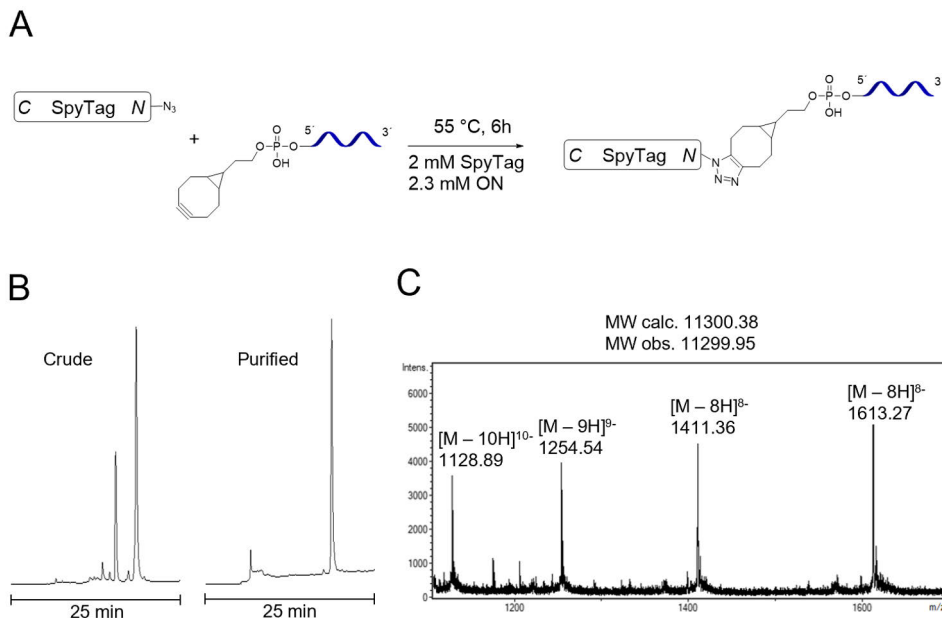 A
C SpyTag N N₃
+
O
O P O
OH
5´ 3´
55 °C, 6h
2 mM SpyTag
2.3 mM ON
C SpyTag N N
N N
O
O P O
OH
5´ 3
B
Crude
Purified
25 min
25 min
C
MW calc. 11300.38
MW obs. 11299.95
Intens.
6000
5000
4000
3000
2000
1000
0
[M – 10H]¹⁰⁻
1128.89
[M – 9H]⁹⁻
1254.54
[M – 8H]⁸⁻
1411.36
[M – 8H]⁸⁻
1613.27
1200
1400
1600
m/z